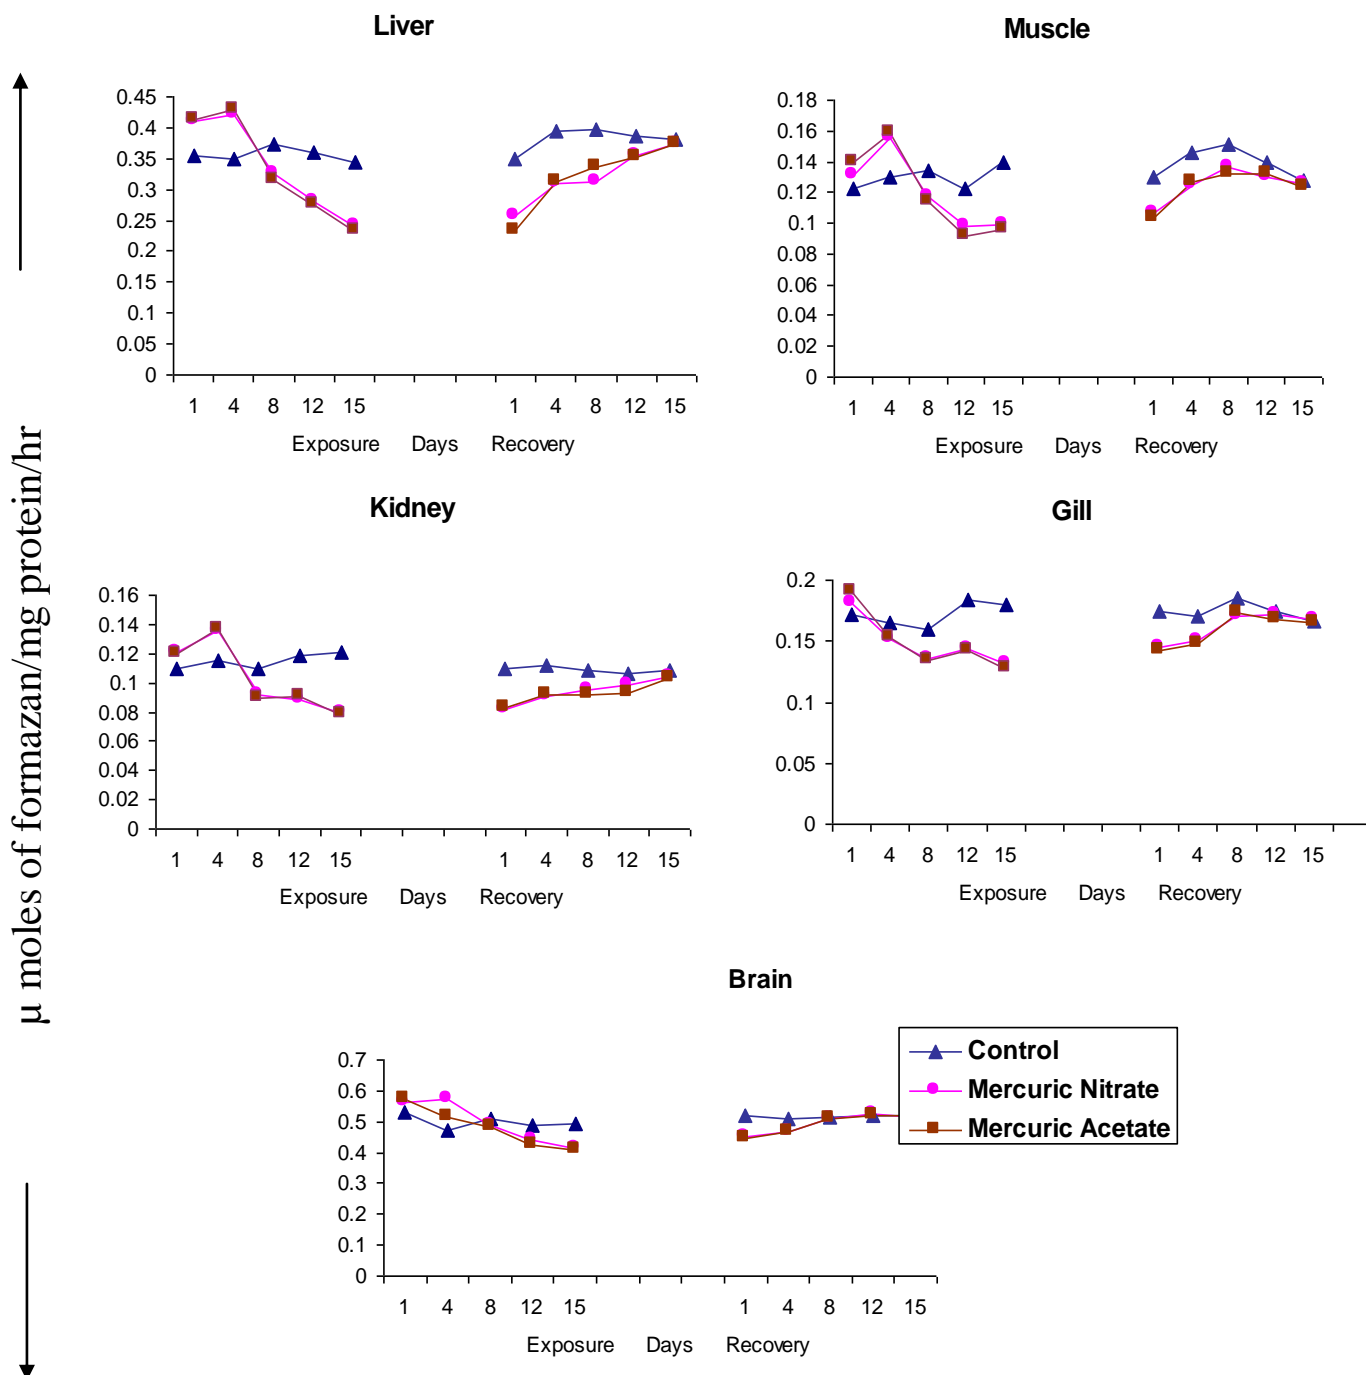 Liver
Muscle
0.45
0.4
0.35
0.3
0.25
0.2
0.15
0.1
0.05
0
1 4 8 12 15 1 4 8 12 15
Exposure Days Recovery
0.18
0.16
0.14
0.12
0.1
0.08
0.06
0.04
0.02
0
1 4 8 12 15 1 4 8 12 15
Exposure Days Recovery
μ moles of formazan/mg protein/hr
Kidney
Gill
0.16
0.14
0.12
0.1
0.08
0.06
0.04
0.02
0
1 4 8 12 15 1 4 8 12 15
Exposure Days Recovery
0.2
0.15
0.1
0.05
0
1 4 8 12 15 1 4 8 12 15
Exposure Days Recovery
Brain
0.7
0.6
0.5
0.4
0.3
0.2
0.1
0
1 4 8 12 15 1 4 8 12 15
Exposure Days Recovery
Control
Mercuric Nitrate
Mercuric Acetate